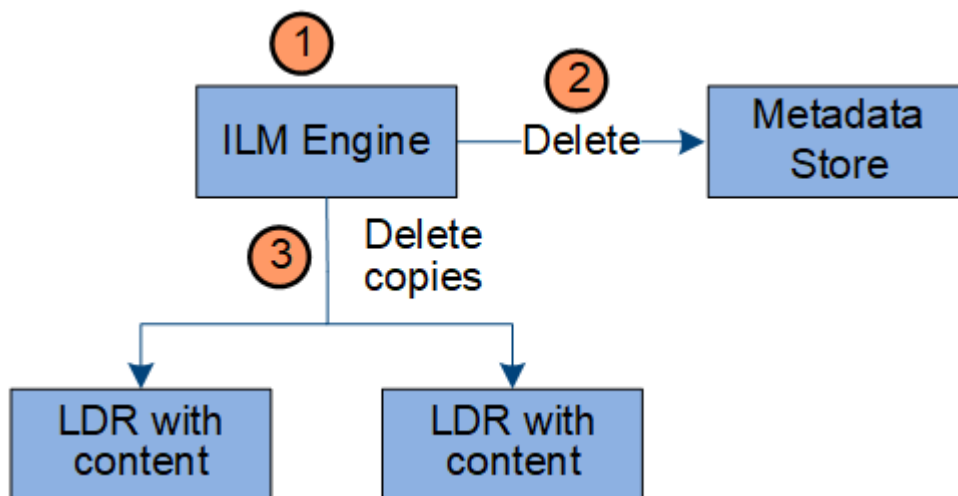 1
2
ILM Engine
Delete
Metadata
Store
3
Delete
copies
LDR with
content
LDR with
content